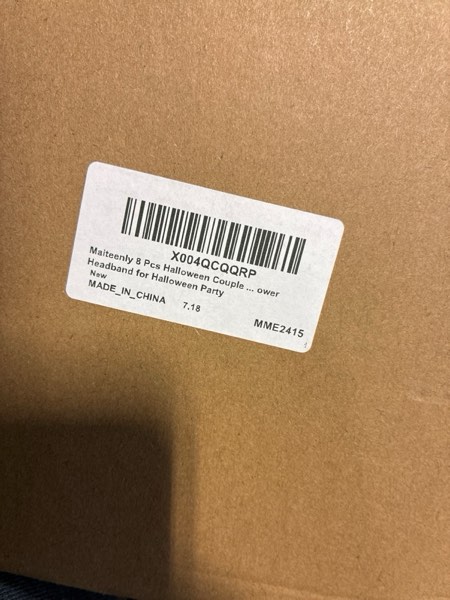 X004QCQQRP
Maiteenly 8 Pcs Halloween Couple ... ower
Headband for Halloween Party
New
MADE_IN_CHINA 7.18
MME2415